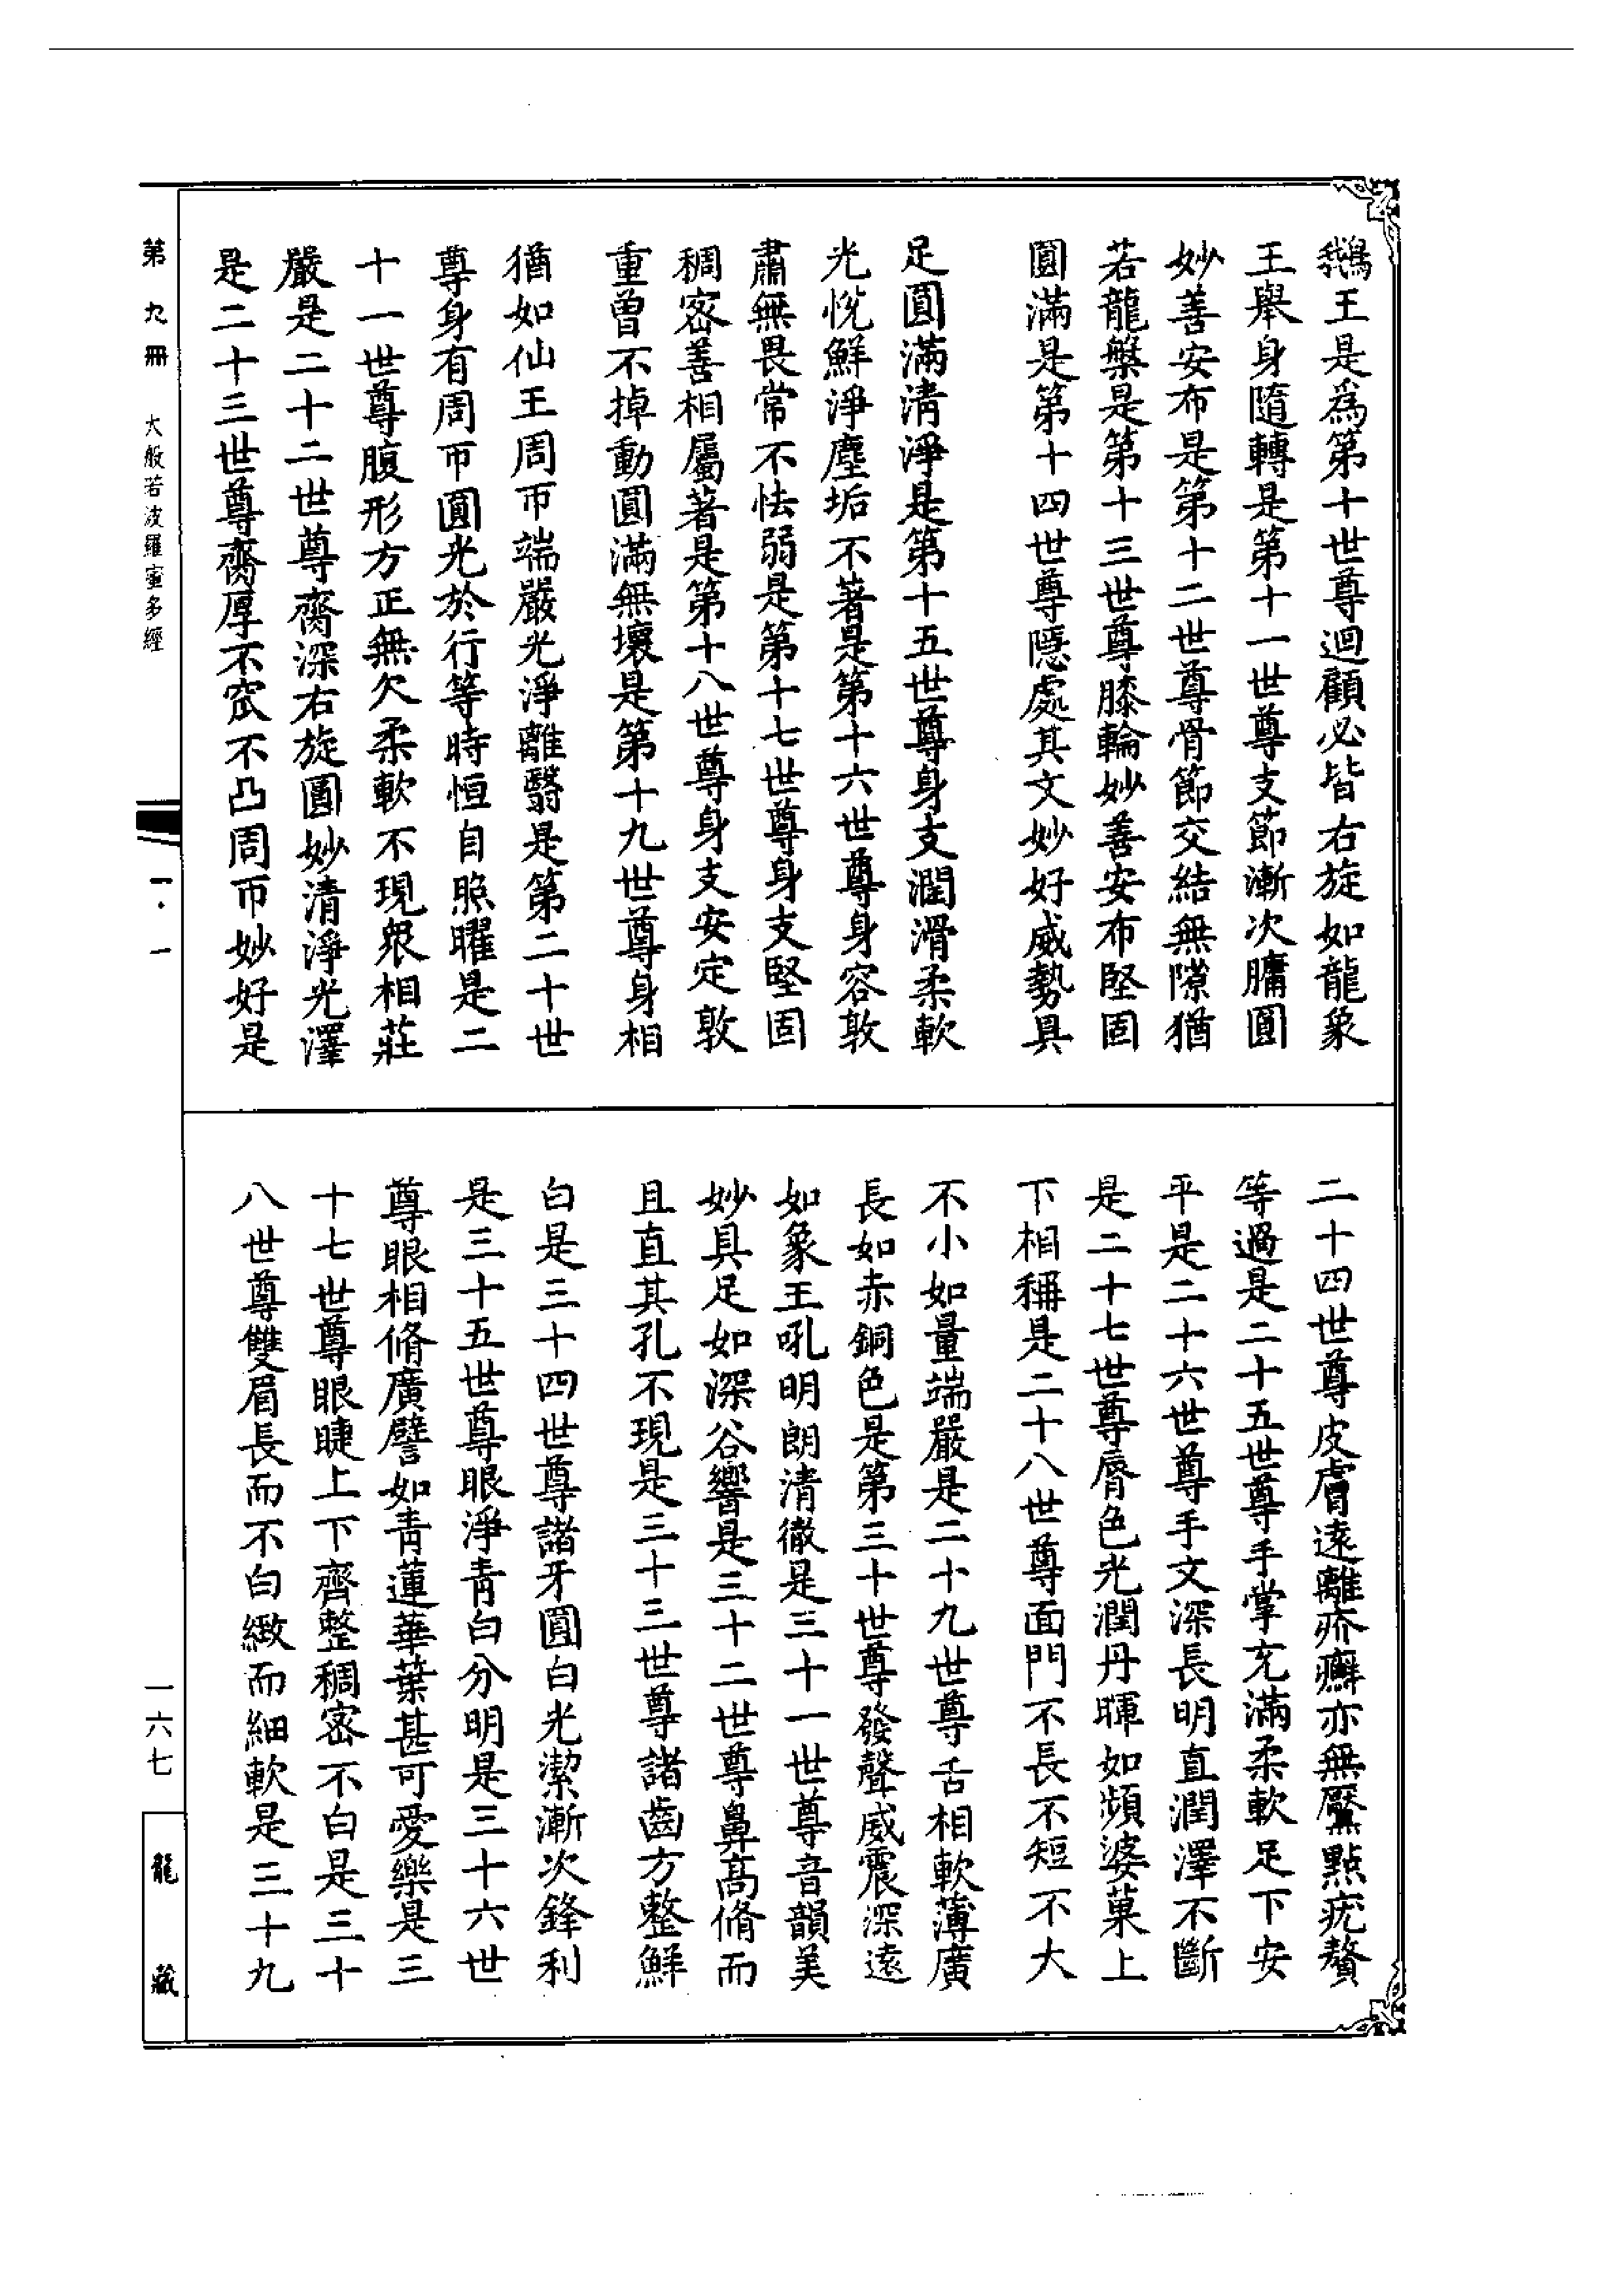 鵝王是爲第十世尊迴顧必皆右旋如龍象
王舉身隨轉是第十一世尊支節漸次𦟛圓
妙善安布是第十二世尊骨節交結無隙猶
若龍盤是第十三世尊膝輪妙善安布堅固
圓滿是第十四世尊隱處其文妙好威勢具
足圓滿清淨是第十五世尊身支潤滑柔軟
光悅鮮淨塵垢不著是第十六世尊身容敦
肅無畏常不怯弱是第十七世尊身支堅固
稠密善相屬著是第十八世尊身支安定敦
重曾不掉動圓滿無壞是第十九世尊身相
猶如仙王周帀端嚴光淨離翳是第二十世
尊身有周帀圓光於行等時恒自照曜是二
十一世尊腹形方正無欠柔軟不現衆相莊
嚴是二十二世尊臍深右旋圓妙清淨光澤
是二十三世尊臍厚不窊不凸周帀妙好是
二十四世尊皮膚遠離疥癬亦無黶點疣贅
等過是二十五世尊手掌充滿柔軟足下安
平是二十六世尊手文深長明直潤澤不斷
是二十七世尊脣色光潤丹暉如頻婆菓上
下相稱是二十八世尊面門不長不短不大
不小如量端嚴是二十九世尊舌相軟薄廣
長如赤銅色是第三十世尊發聲威震深遠
如象王吼明朗清徹是三十一世尊音韻美
妙具足如深谷響是三十二世尊鼻高脩而
且直其孔不現是三十三世尊諸齒方整鮮
白是三十四世尊諸牙圓白光潔漸次鋒利
是三十五世尊眼淨青白分明是三十六世
尊眼相脩廣譬如青蓮華葉甚可愛樂是三
十七世尊眼睫上下齊整稠密不白是三十
八世尊雙眉長而不白緻而細軟是三十九
第九冊 大般若波羅蜜多經
一・一
一六七
龍藏